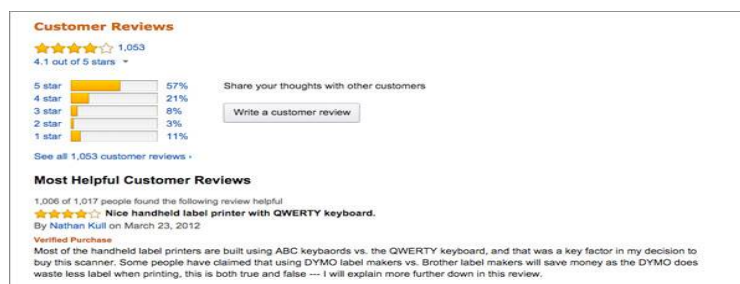 Customer Reviews
1,053
4.1 out of 5 stars
5 star 57%
4 star 21%
3 star 8%
2 star 3%
1 star 11%
Share your thoughts with other customers
Write a customer review
See all 1,053 customer reviews ›
Most Helpful Customer Reviews
1,006 of 1,017 people found the following review helpful
Nice handheld label printer with QWERTY keyboard.
By Nathan Kull on March 23, 2012
Verified Purchase
Most of the handheld label printers are built using ABC keybaords vs. the QWERTY keyboard, and that was a key factor in my decision to
buy this scanner. Some people have claimed that using DYMO label makers vs. Brother label makers will save money as the DYMO does
waste less label when printing, this is both true and false --- I will explain more further down in this review.